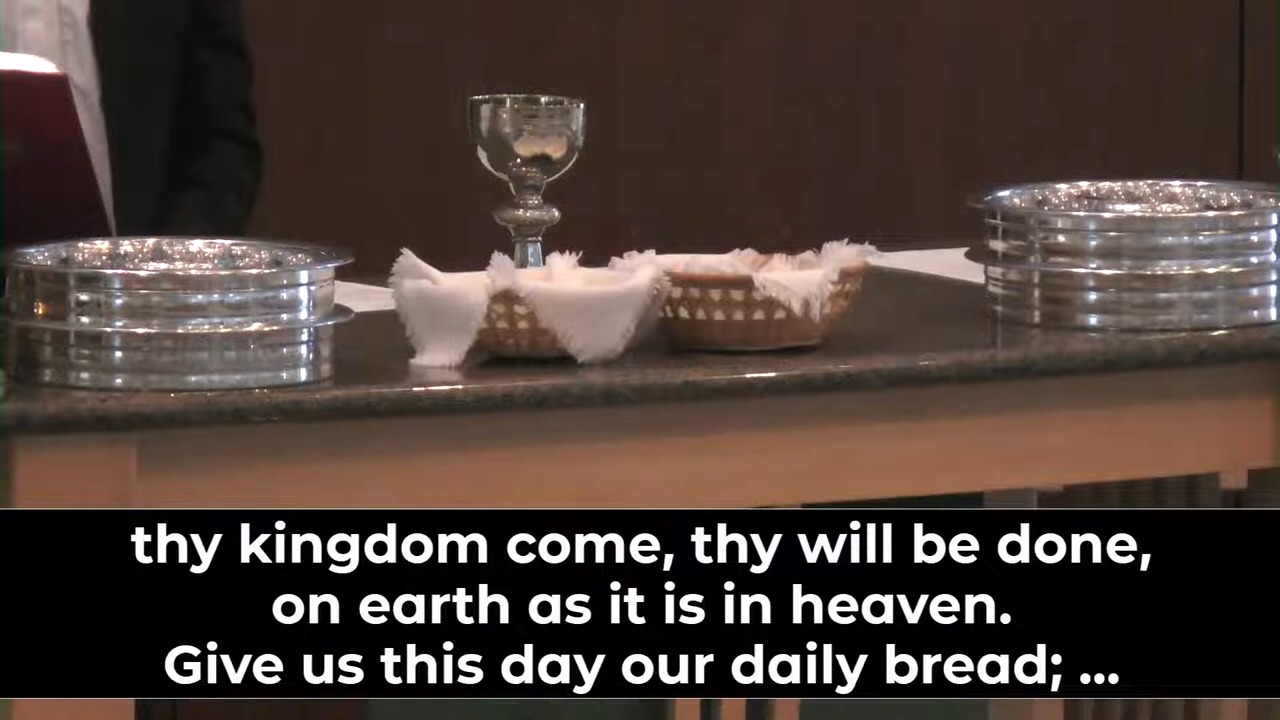 thy kingdom come, thy will be done,
on earth as it is in heaven.
Give us this day our daily bread; ...